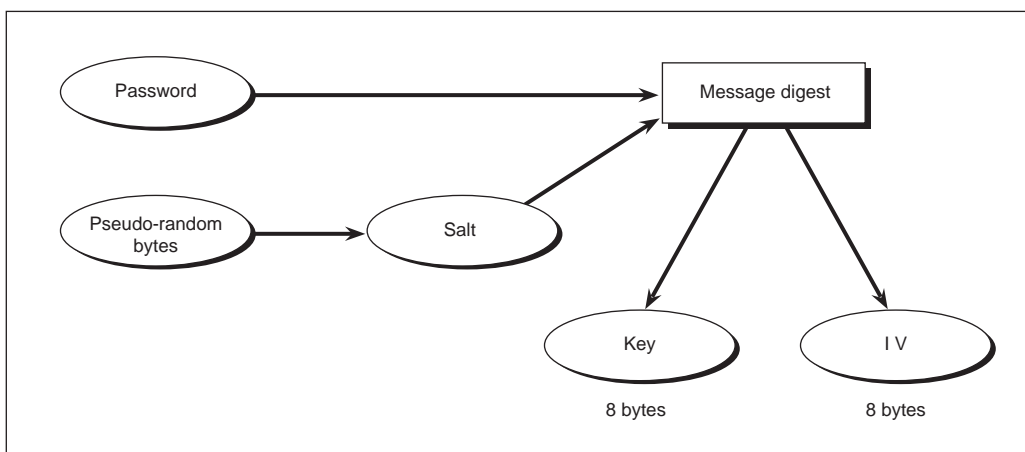 Password
Message digest
Pseudo-random
bytes
Salt
Key
I V
8 bytes
8 bytes